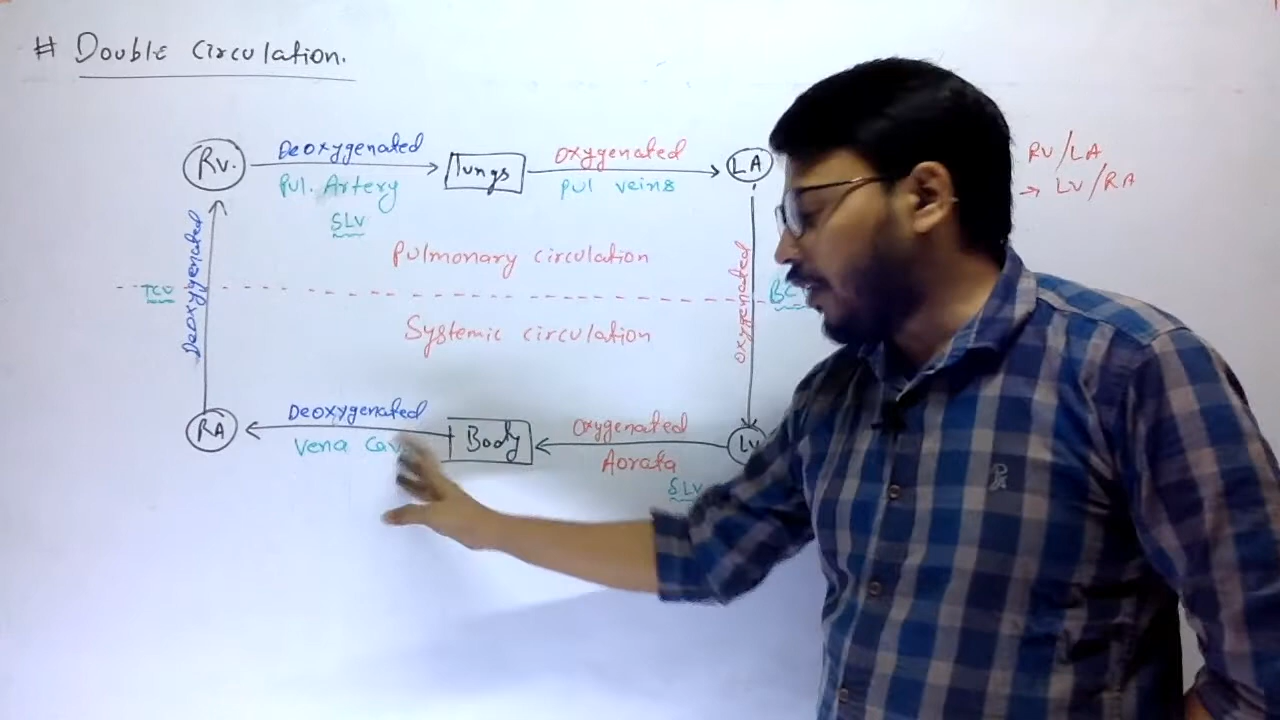 # Double circulation.
RV. Deoxygenated lungs Oxygenated LA
Pul. Artery Pul veins
SLV
RV/LA
→ LV/RA
Deoxygenated
Pulmonary circulation
TCV
Oxygenated
Systemic circulation
RA Deoxygenated Body Oxygenated LV
Vena Aorata
SLV